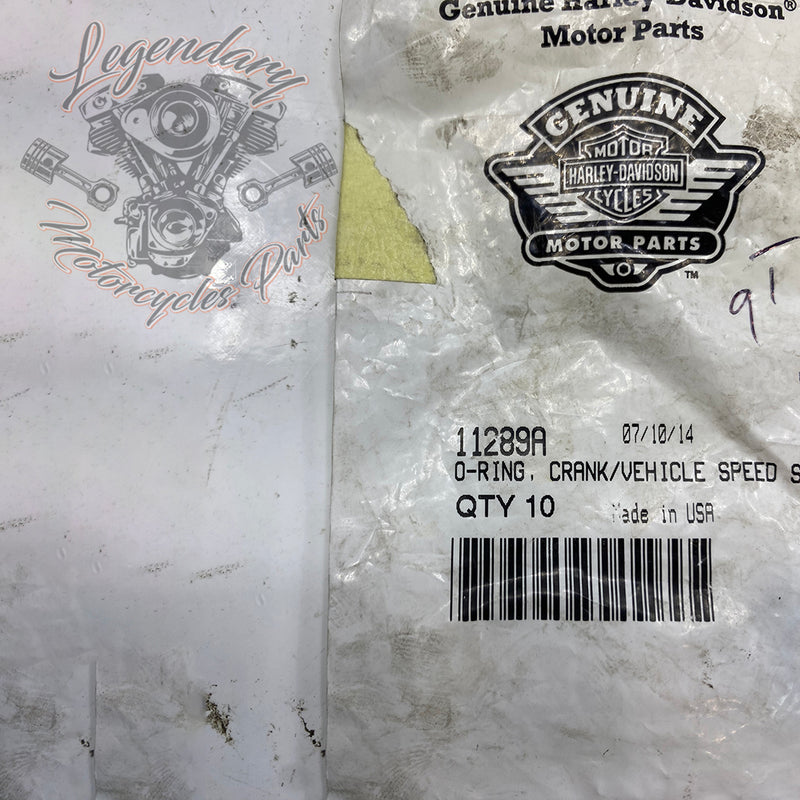 Legendary
Motorcycles Parts
Genuine Harley-Davidson®
Motor Parts
GENUINE
MOTOR
HARLEY-DAVIDSON
CYCLES
MOTOR PARTS
TM
91
11289A 07/10/14
O-RING, CRANK/VEHICLE SPEED S
QTY 10 Made in USA